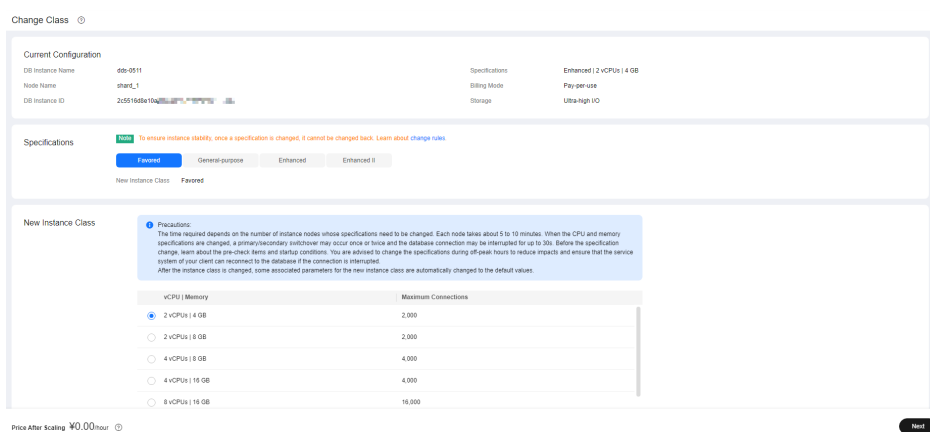 Change Class
Current Configuration
DB Instance Name dds-0511 Specifications Enhanced | 2 vCPUs | 4 GB
Node Name shard_1 Billing Mode Pay-per-use
DB Instance ID 2c5516d8e10a Storage Ultra-high I/O
Specifications
Note To ensure instance stability, once a specification is changed, it cannot be changed back. Learn about change rules.
Favored General-purpose Enhanced Enhanced II
New Instance Class Favored
New Instance Class
Precautions:
The time required depends on the number of instance nodes whose specifications need to be changed. Each node takes about 5 to 10 minutes. When the CPU and memory
specifications are changed, a primary/secondary switchover may occur once or twice and the database connection may be interrupted for up to 30s. Before the specification
change, learn about the pre-check items and startup conditions. You are advised to change the specifications during off-peak hours to reduce impacts and ensure that the service
system of your client can reconnect to the database if the connection is interrupted.
After the instance class is changed, some associated parameters for the new instance class are automatically changed to the default values.
vCPU | Memory Maximum Connections
2 vCPUs | 4 GB 2,000
2 vCPUs | 8 GB 2,000
4 vCPUs | 8 GB 4,000
4 vCPUs | 16 GB 4,000
8 vCPUs | 16 GB 16,000
Price After Scaling ¥0.00/hour
Next